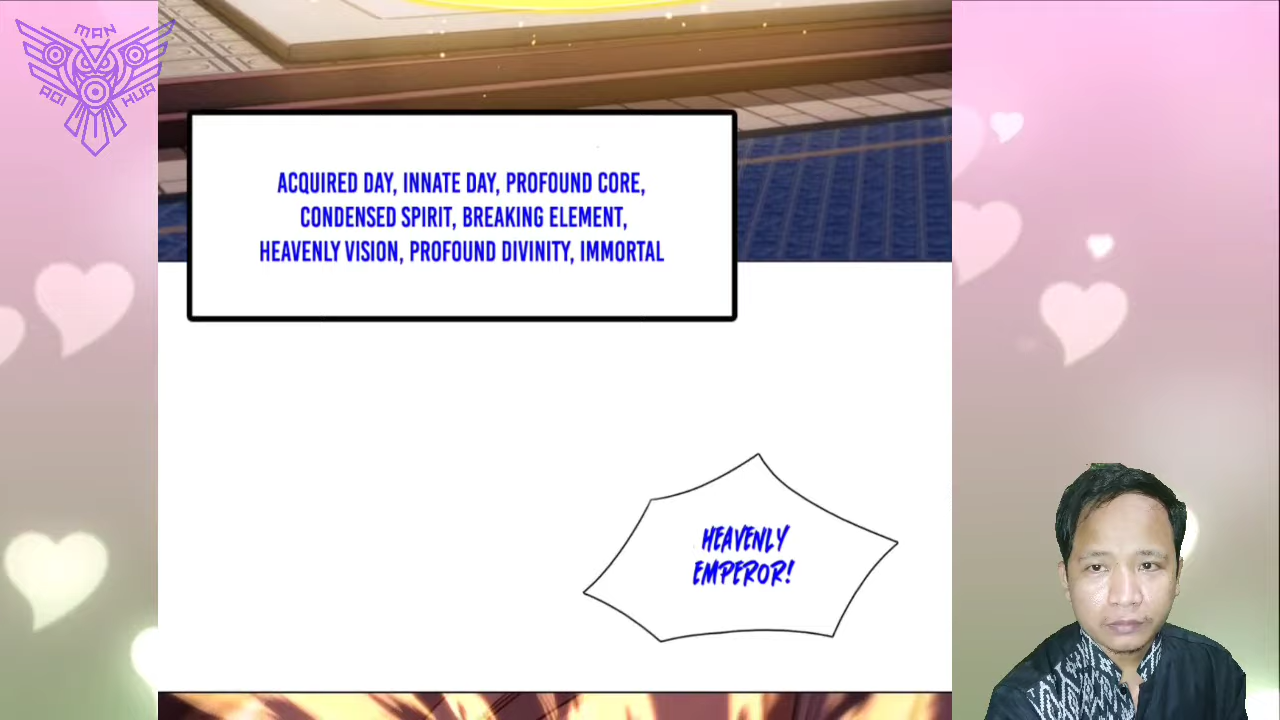 MAN
AOI HUA
ACQUIRED DAY, INNATE DAY, PROFOUND CORE,
CONDENSED SPIRIT, BREAKING ELEMENT,
HEAVENLY VISION, PROFOUND DIVINITY, IMMORTAL
HEAVENLY
EMPEROR!